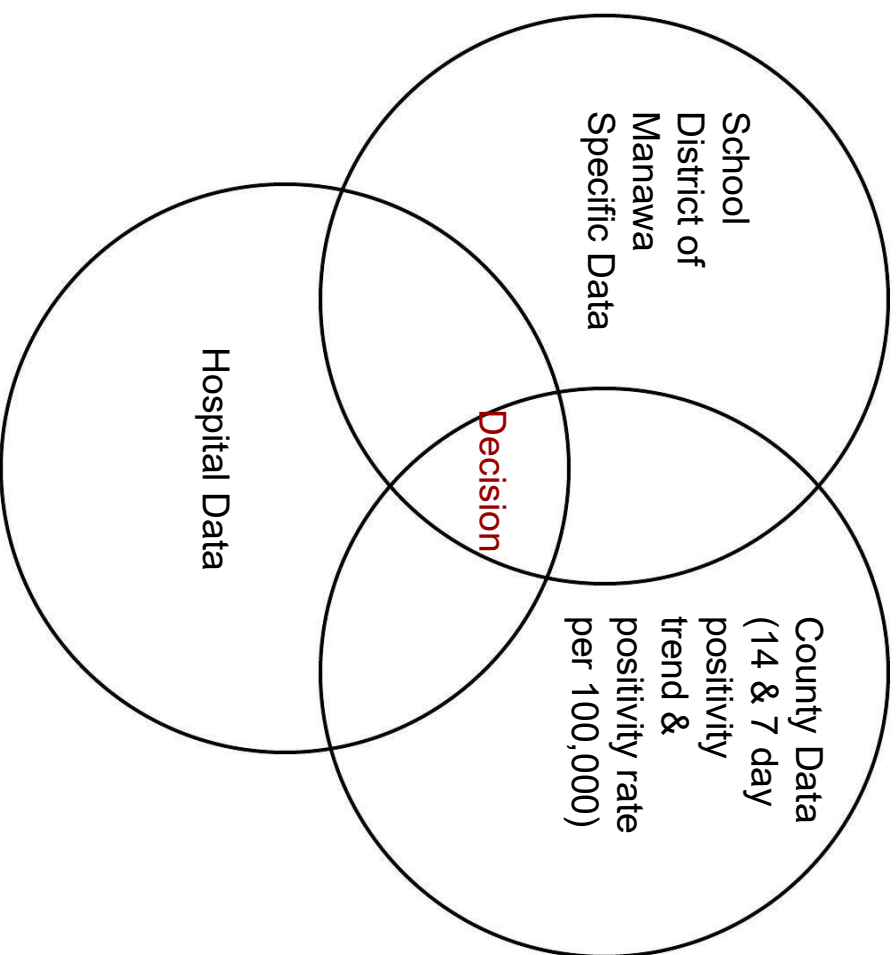 School
District of
Manawa
Specific Data
County Data
(14 & 7 day
positivity
trend &
positivity rate
per 100,000)
Decision
Hospital Data